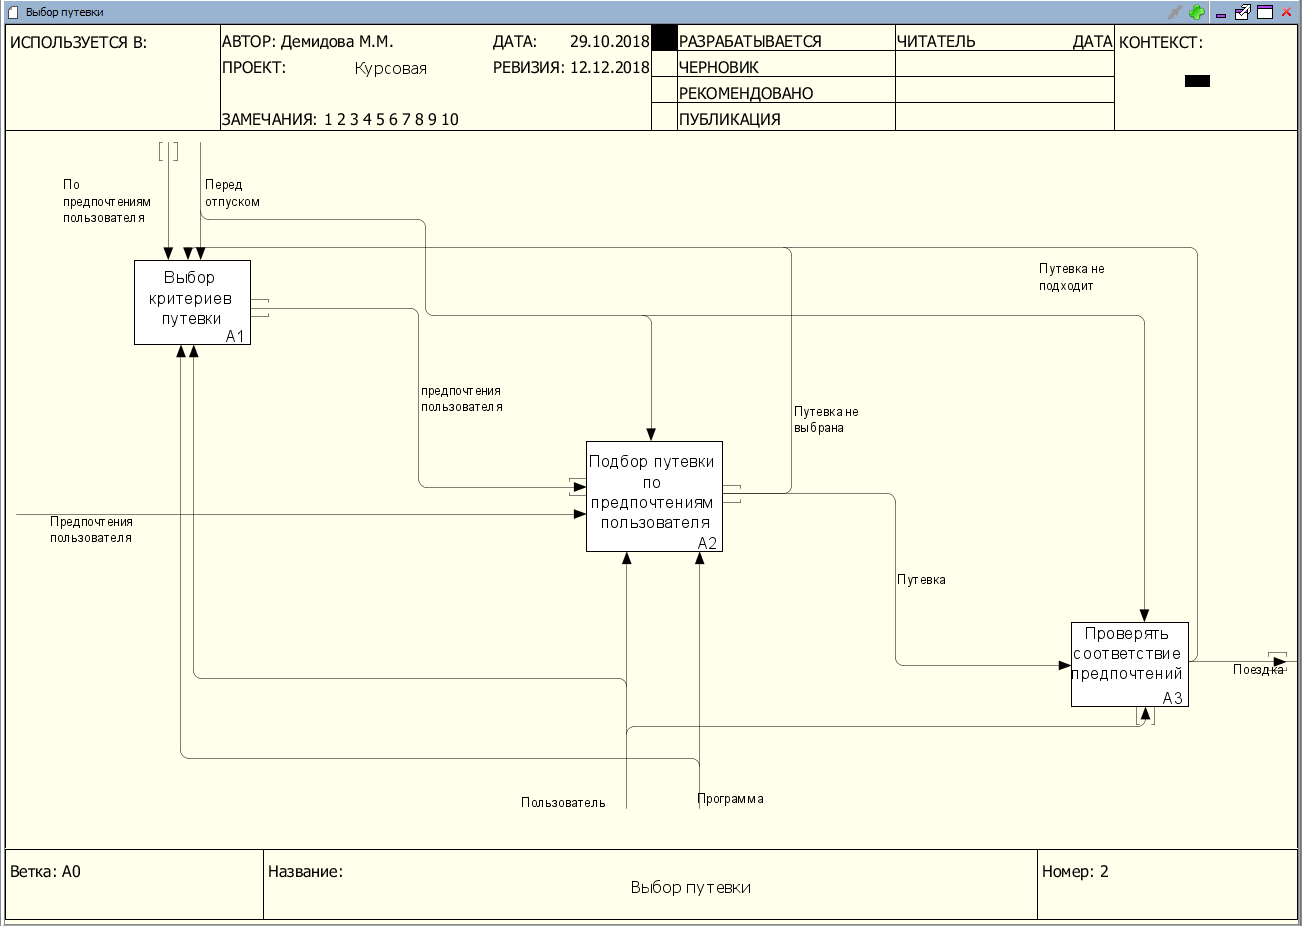 Выбор путевки
ИСПОЛЬЗУЕТСЯ В:
АВТОР: Демидова М.М.
ДАТА: 29.10.2018
ПРОЕКТ: Курсовая
РЕВИЗИЯ: 12.12.2018
ЗАМЕЧАНИЯ: 1 2 3 4 5 6 7 8 9 10
РАЗРАБАТЫВАЕТСЯ
ЧЕРНОВИК
РЕКОМЕНДОВАНО
ПУБЛИКАЦИЯ
ЧИТАТЕЛЬ
ДАТА
КОНТЕКСТ:
По
предпочтениям
пользователя
Перед
отпуском
Выбор
критериев
путевки
A1
Путевка не
подходит
предпочтения
пользователя
Путевка не
выбрана
Подбор путевки
по
предпочтениям
пользователя
A2
Предпочтения
пользователя
Путевка
Проверять
соответствие
предпочтений
A3
Поездка
Пользователь
Программа
Ветка: A0
Название:
Выбор путевки
Номер: 2